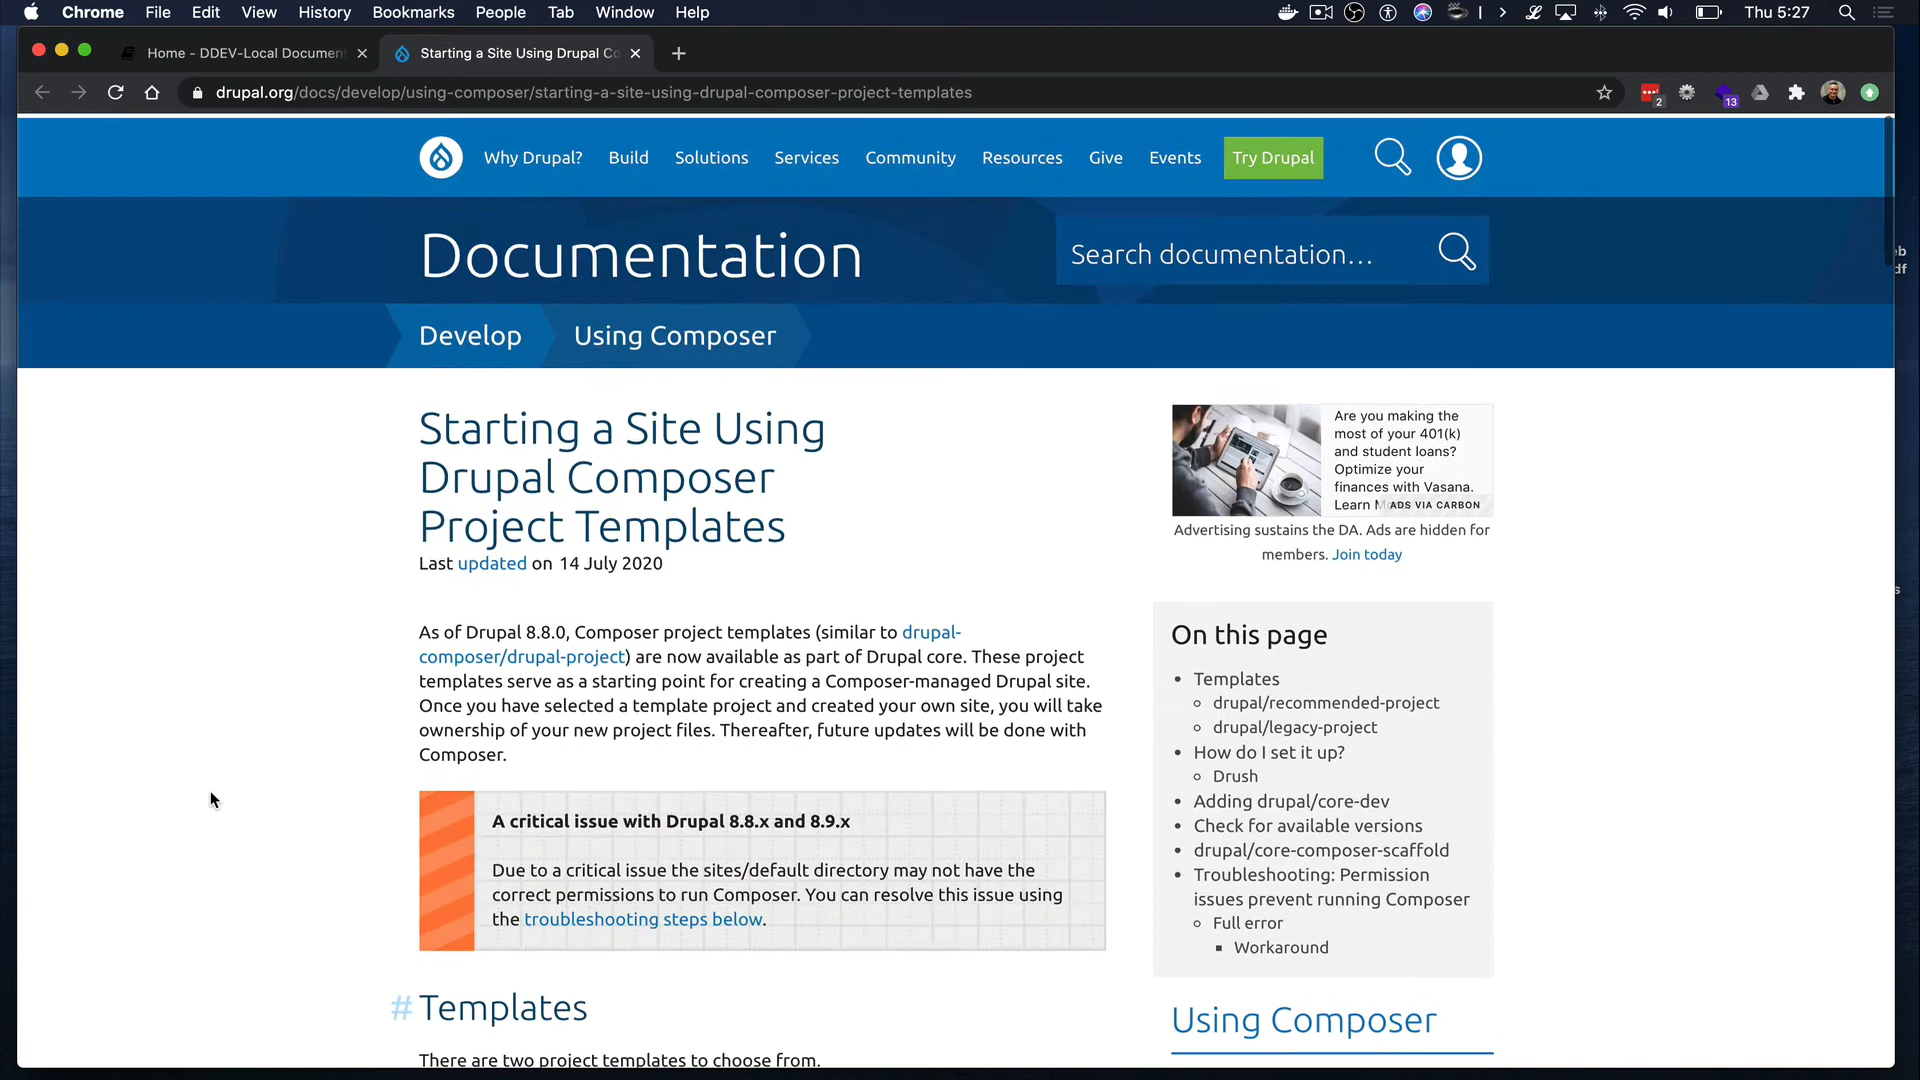 Chrome File Edit View History Bookmarks People Tab Window Help Thu 5:27
Home - DDEV-Local Document
Starting a Site Using Drupal Co
drupal.org/docs/develop/using-composer/starting-a-site-using-drupal-composer-project-templates
2
13
Why Drupal? Build Solutions Services Community Resources Give Events Try Drupal
Documentation
Search documentation...
Develop
Using Composer
Starting a Site Using
Drupal Composer
Project Templates
Last updated on 14 July 2020
As of Drupal 8.8.0, Composer project templates (similar to drupal-
composer/drupal-project) are now available as part of Drupal core. These project
templates serve as a starting point for creating a Composer-managed Drupal site.
Once you have selected a template project and created your own site, you will take
ownership of your new project files. Thereafter, future updates will be done with
Composer.
A critical issue with Drupal 8.8.x and 8.9.x
Due to a critical issue the sites/default directory may not have the
correct permissions to run Composer. You can resolve this issue using
the troubleshooting steps below.
# Templates
There are two project templates to choose from.
Are you making the
most of your 401(k)
and student loans?
Optimize your
finances with Vasana.
Learn
ADS VIA CARBON
Advertising sustains the DA. Ads are hidden for
members. Join today
On this page
Templates
drupal/recommended-project
drupal/legacy-project
How do I set it up?
Drush
Adding drupal/core-dev
Check for available versions
drupal/core-composer-scaffold
Troubleshooting: Permission
issues prevent running Composer
Full error
Workaround
Using Composer